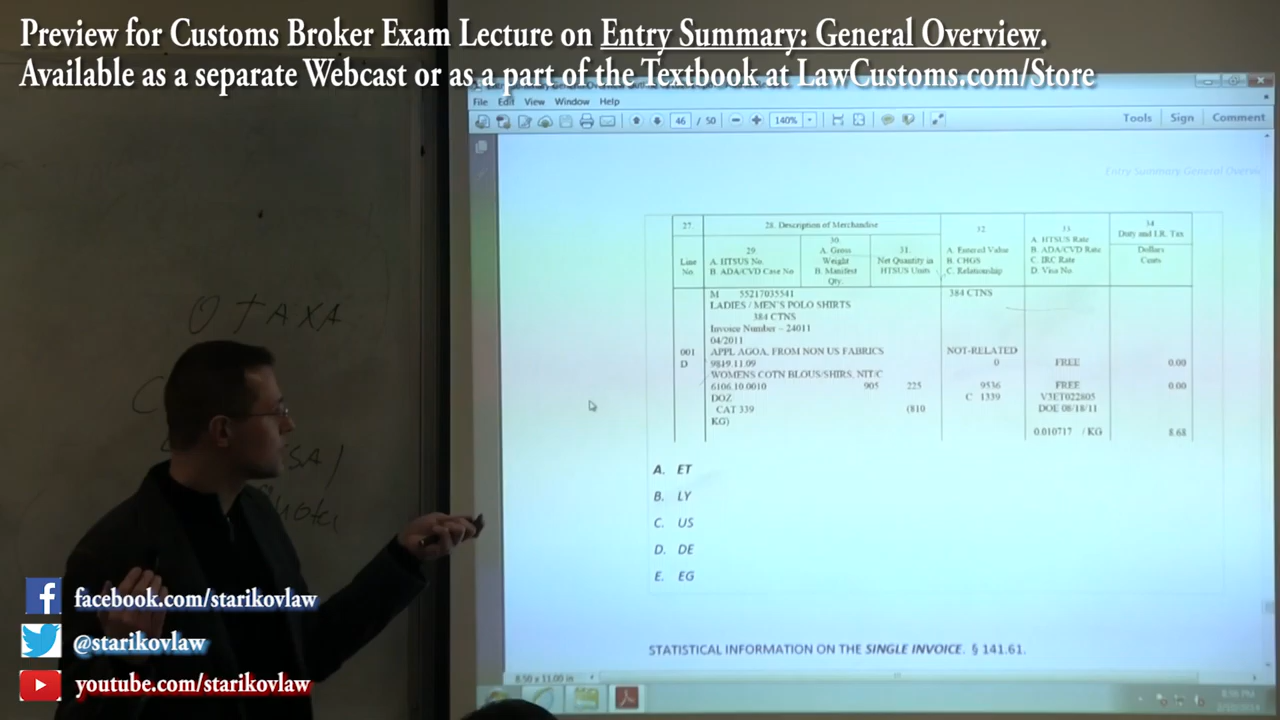 Preview for Customs Broker Exam Lecture on Entry Summary: General Overview.
Available as a separate Webcast or as a part of the Textbook at LawCustoms.com/Store
File Edit View Window Help
46 / 50 140% Tools Sign Comment
Entry Summary General Overvi
27. 28. Description of Merchandise 32. 33. 34.
Line No
29.
A. HTSUS No.
B. ADA/CVD Case No
30.
A. Gross Weight
B. Manifest Qty.
31.
Net Quantity in HTSUS Units
A. Entered Value
B. CHGS
C. Relationship
A. HTSUS Rate
B. ADA/CVD Rate
C. IRC Rate
D. Visa No.
Duty and I.R. Tax
Dollars
Cents
M 55217035541 384 CTNS
LADIES / MEN'S POLO SHIRTS
384 CTNS
Invoice Number – 24011
04/2011
001 APPL AGOA, FROM NON US FABRICS NOT-RELATED
D 9819.11.09 0 FREE 0.00
WOMENS COTN BLOUS/SHIRS, NIT/C
6106.10.0010 905 225 9536 FREE 0.00
DOZ C 1339 V3ET022805
CAT 339 (810 DOE 08/18/11
KG)
0.010717 / KG 8.68
A. ET
B. LY
C. US
D. DE
E. EG
STATISTICAL INFORMATION ON THE SINGLE INVOICE. § 141.61.
8.50 x 11.00 in
O TAXA
C
SA/
facebook.com/starikovlaw
@starikovlaw
youtube.com/starikovlaw